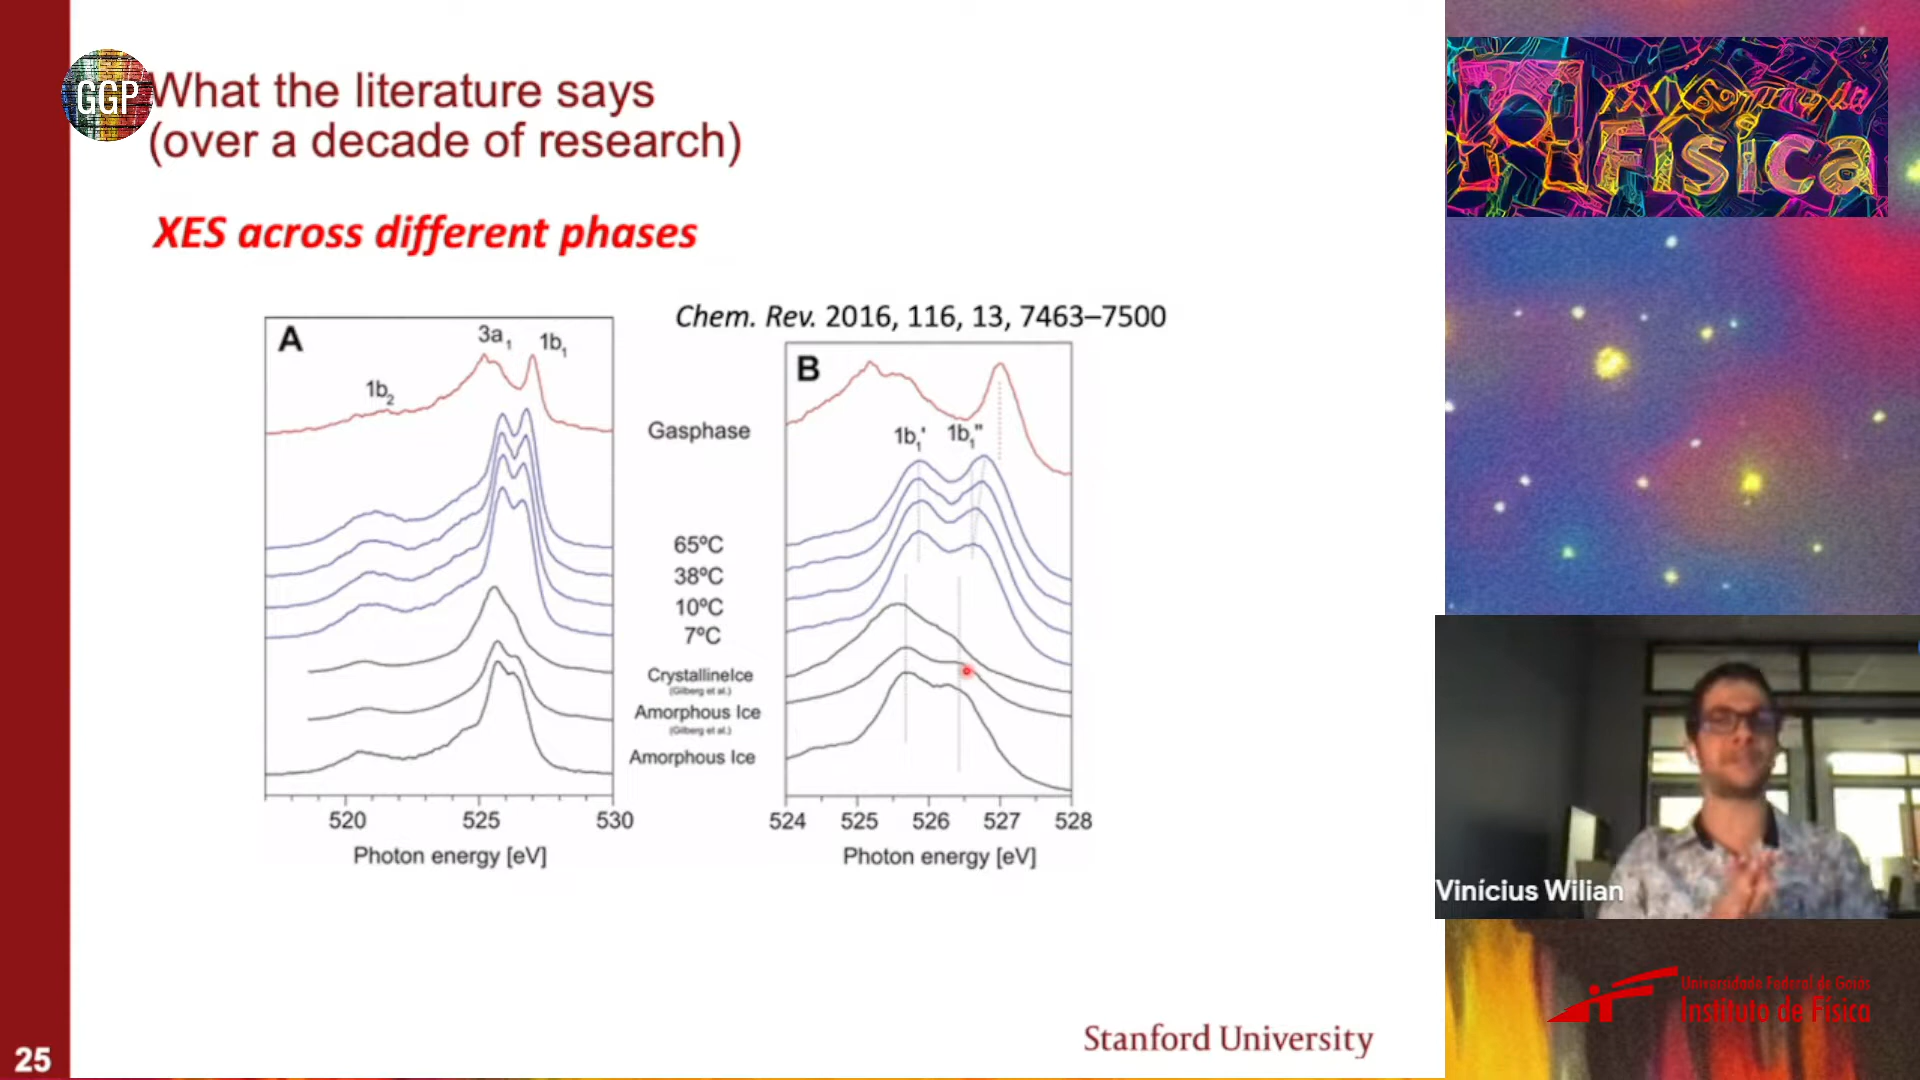 GGP
What the literature says
(over a decade of research)
XES across different phases
Chem. Rev. 2016, 116, 13, 7463–7500
A
3a1
1b1
1b2
B
1b1'
1b1"
Gasphase
65ºC
38ºC
10ºC
7ºC
CrystallineIce
(Gilberg et al.)
Amorphous Ice
(Gilberg et al.)
Amorphous Ice
520 525 530
Photon energy [eV]
524 525 526 527 528
Photon energy [eV]
Stanford University
25
Física
Vinícius Wilian
Universidade Federal de Goiás
Instituto de Física